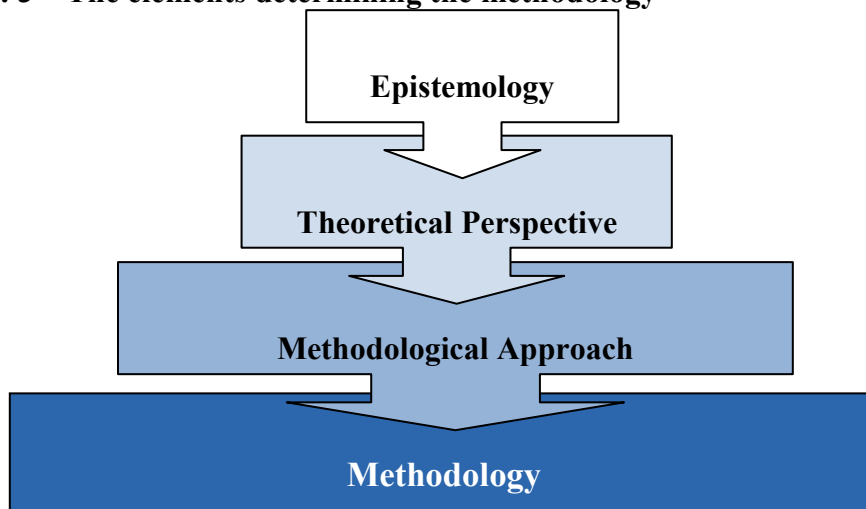 The elements determining the methodology
Epistemology
Theoretical Perspective
Methodological Approach
Methodology